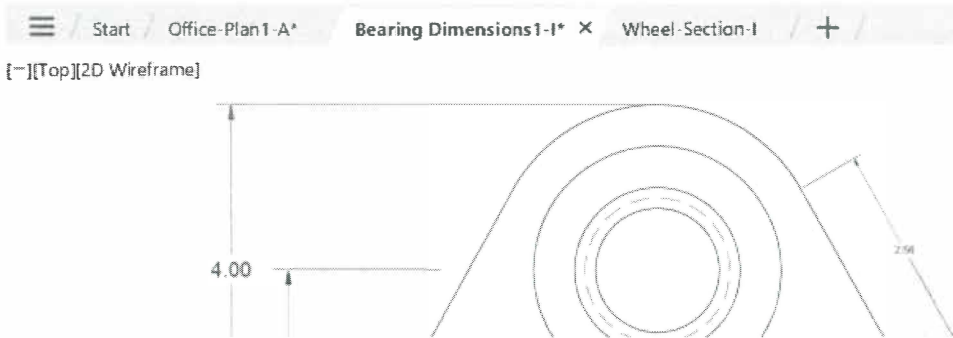 Start Office-Plan1-A* Bearing Dimensions1-I* × Wheel-Section-I +
[−][Top][2D Wireframe]
4.00